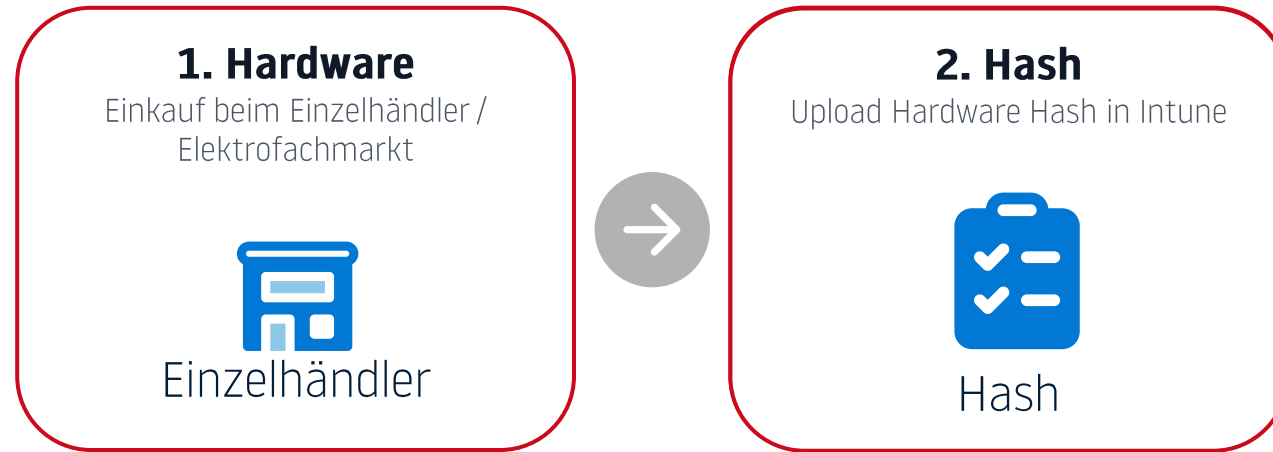 1. Hardware
Einkauf beim Einzelhändler /
Elektrofachmarkt
Einzelhändler
2. Hash
Upload Hardware Hash in Intune
Hash